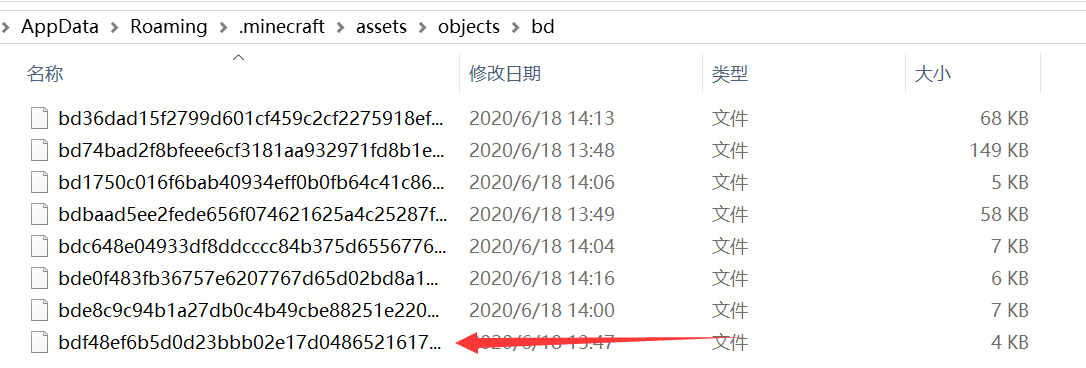 AppData > Roaming > .minecraft > assets > objects > bd
名称 修改日期 类型 大小
bd36dad15f2799d601cf459c2cf2275918ef... 2020/6/18 14:13 文件 68 KB
bd74bad2f8bfeee6cf3181aa932971fd8b1e... 2020/6/18 13:48 文件 149 KB
bd1750c016f6bab40934eff0b0fb64c41c86... 2020/6/18 14:06 文件 5 KB
bdbaad5ee2fede656f074621625a4c25287f... 2020/6/18 13:49 文件 58 KB
bdc648e04933df8ddcccc84b375d6556776... 2020/6/18 14:04 文件 7 KB
bde0f483fb36757e6207767d65d02bd8a1... 2020/6/18 14:16 文件 6 KB
bde8c9c94b1a27db0c4b49cbe88251e220... 2020/6/18 14:00 文件 7 KB
bdf48ef6b5d0d23bbb02e17d0486521617... 2020/6/18 13:47 文件 4 KB